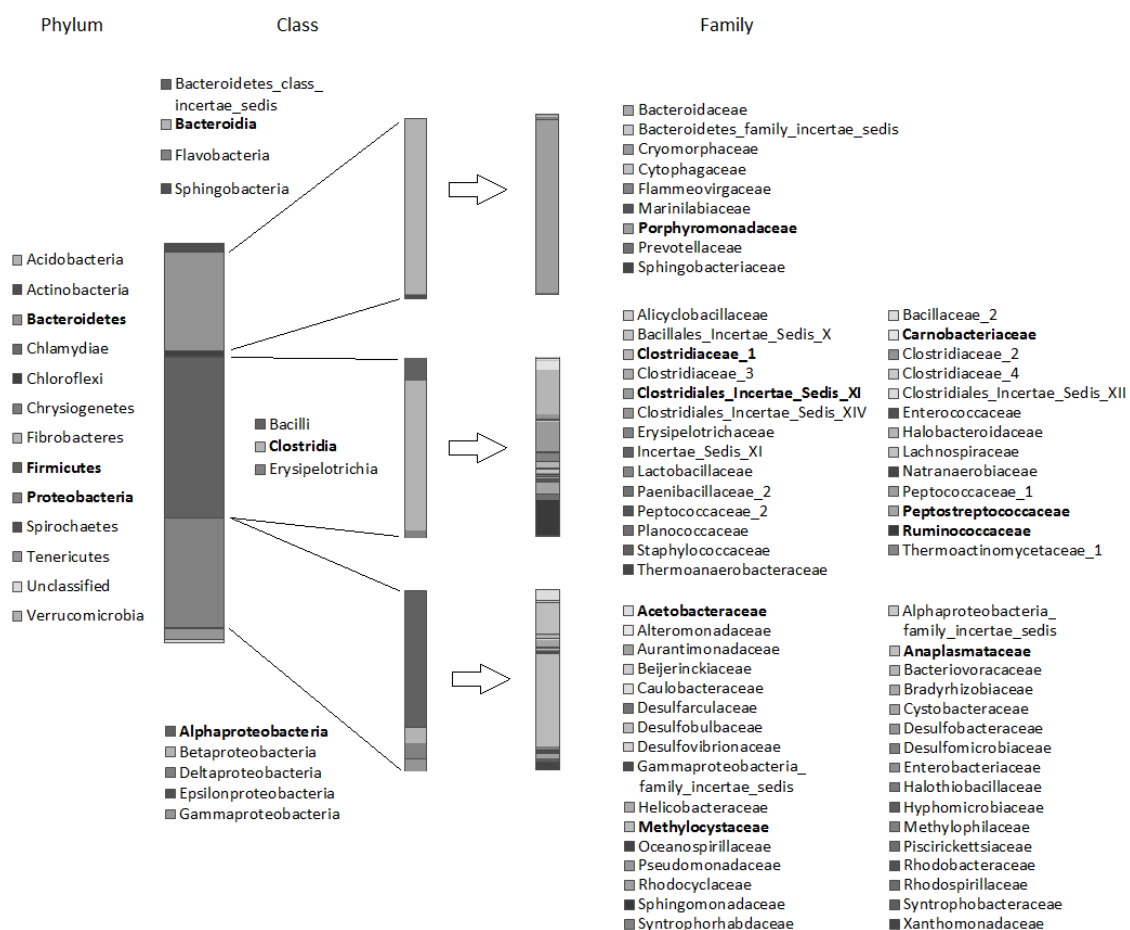 Phylum
Class
Family
Bacteroidetes_class_
incertae_sedis
Bacteroidia
Flavobacteria
Sphingobacteria
Acidobacteria
Actinobacteria
Bacteroidetes
Chlamydiae
Chloroflexi
Chrysiogenetes
Fibrobacteres
Firmicutes
Proteobacteria
Spirochaetes
Tenericutes
Unclassified
Verrucomicrobia
Bacilli
Clostridia
Erysipelotrichia
Alphaproteobacteria
Betaproteobacteria
Deltaproteobacteria
Epsilonproteobacteria
Gammaproteobacteria
Bacteroidaceae
Bacteroidetes_family_incertae_sedis
Cryomorphaceae
Cytophagaceae
Flammeovirgaceae
Marinilabiaceae
Porphyromonadaceae
Prevotellaceae
Sphingobacteriaceae
Alicyclobacillaceae
Bacillales_Incertae_Sedis_X
Clostridiaceae_1
Clostridiaceae_3
Clostridiales_Incertae_Sedis_XI
Clostridiales_Incertae_Sedis_XIV
Erysipelotrichaceae
Incertae_Sedis_XI
Lactobacillaceae
Paenibacillaceae_2
Peptococcaceae_2
Planococcaceae
Staphylococcaceae
Thermoanaerobacteraceae
Bacillaceae_2
Carnobacteriaceae
Clostridiaceae_2
Clostridiaceae_4
Clostridiales_Incertae_Sedis_XII
Enterococcaceae
Halobacteroidaceae
Lachnospiraceae
Natranaerobiaceae
Peptococcaceae_1
Peptostreptococcaceae
Ruminococcaceae
Thermoactinomycetaceae_1
Acetobacteraceae
Alteromonadaceae
Aurantimonadaceae
Beijerinckiaceae
Caulobacteraceae
Desulfarculaceae
Desulfobulbaceae
Desulfovibrionaceae
Gammaproteobacteria_
family_incertae_sedis
Helicobacteraceae
Methylocystaceae
Oceanospirillaceae
Pseudomonadaceae
Rhodocyclaceae
Sphingomonadaceae
Syntrophorhabdaceae
Alphaproteobacteria_
family_incertae_sedis
Anaplasmataceae
Bacteriovoracaceae
Bradyrhizobiaceae
Cystobacteraceae
Desulfobacteraceae
Desulfomicrobiaceae
Enterobacteriaceae
Halothiobacillaceae
Hyphomicrobiaceae
Methylophilaceae
Piscirickettsiaceae
Rhodobacteraceae
Rhodospirillaceae
Syntrophobacteraceae
Xanthomonadaceae